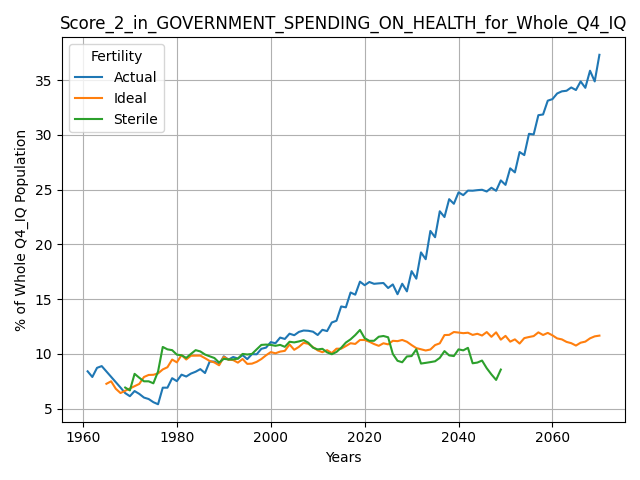 Score_2_in_GOVERNMENT_SPENDING_ON_HEALTH_for_Whole_Q4_IQ
Fertility
Actual
Ideal
Sterile
% of Whole Q4_IQ Population
35
30
25
20
15
10
5
1960
1980
2000
2020
2040
2060
Years